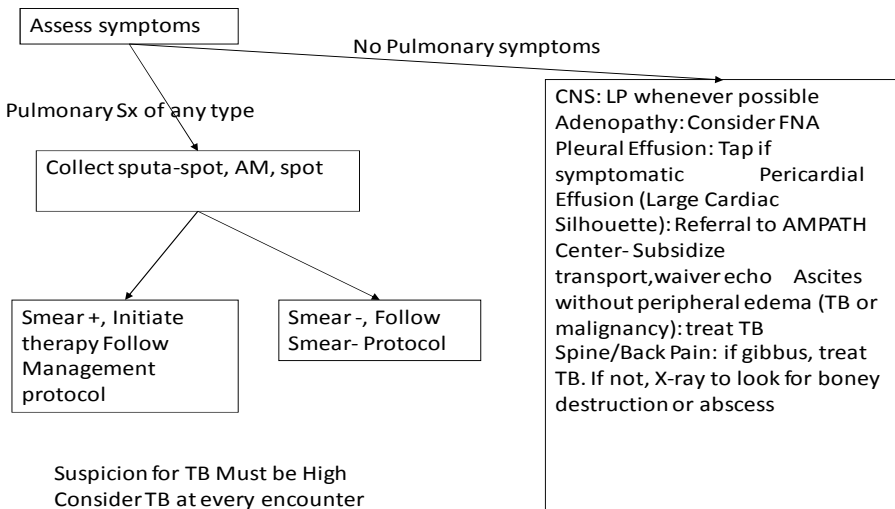 Assess symptoms
No Pulmonary symptoms
Pulmonary Sx of any type
Collect sputa-spot, AM, spot
Smear +, Initiate
therapy Follow
Management
protocol
Smear -, Follow
Smear- Protocol
CNS: LP whenever possible
Adenopathy: Consider FNA
Pleural Effusion: Tap if
symptomatic Pericardial
Effusion (Large Cardiac
Silhouette): Referral to AMPATH
Center- Subsidize
transport,waiver echo Ascites
without peripheral edema (TB or
malignancy): treat TB
Spine/Back Pain: if gibbus, treat
TB. If not, X-ray to look for boney
destruction or abscess
Suspicion for TB Must be High
Consider TB at every encounter